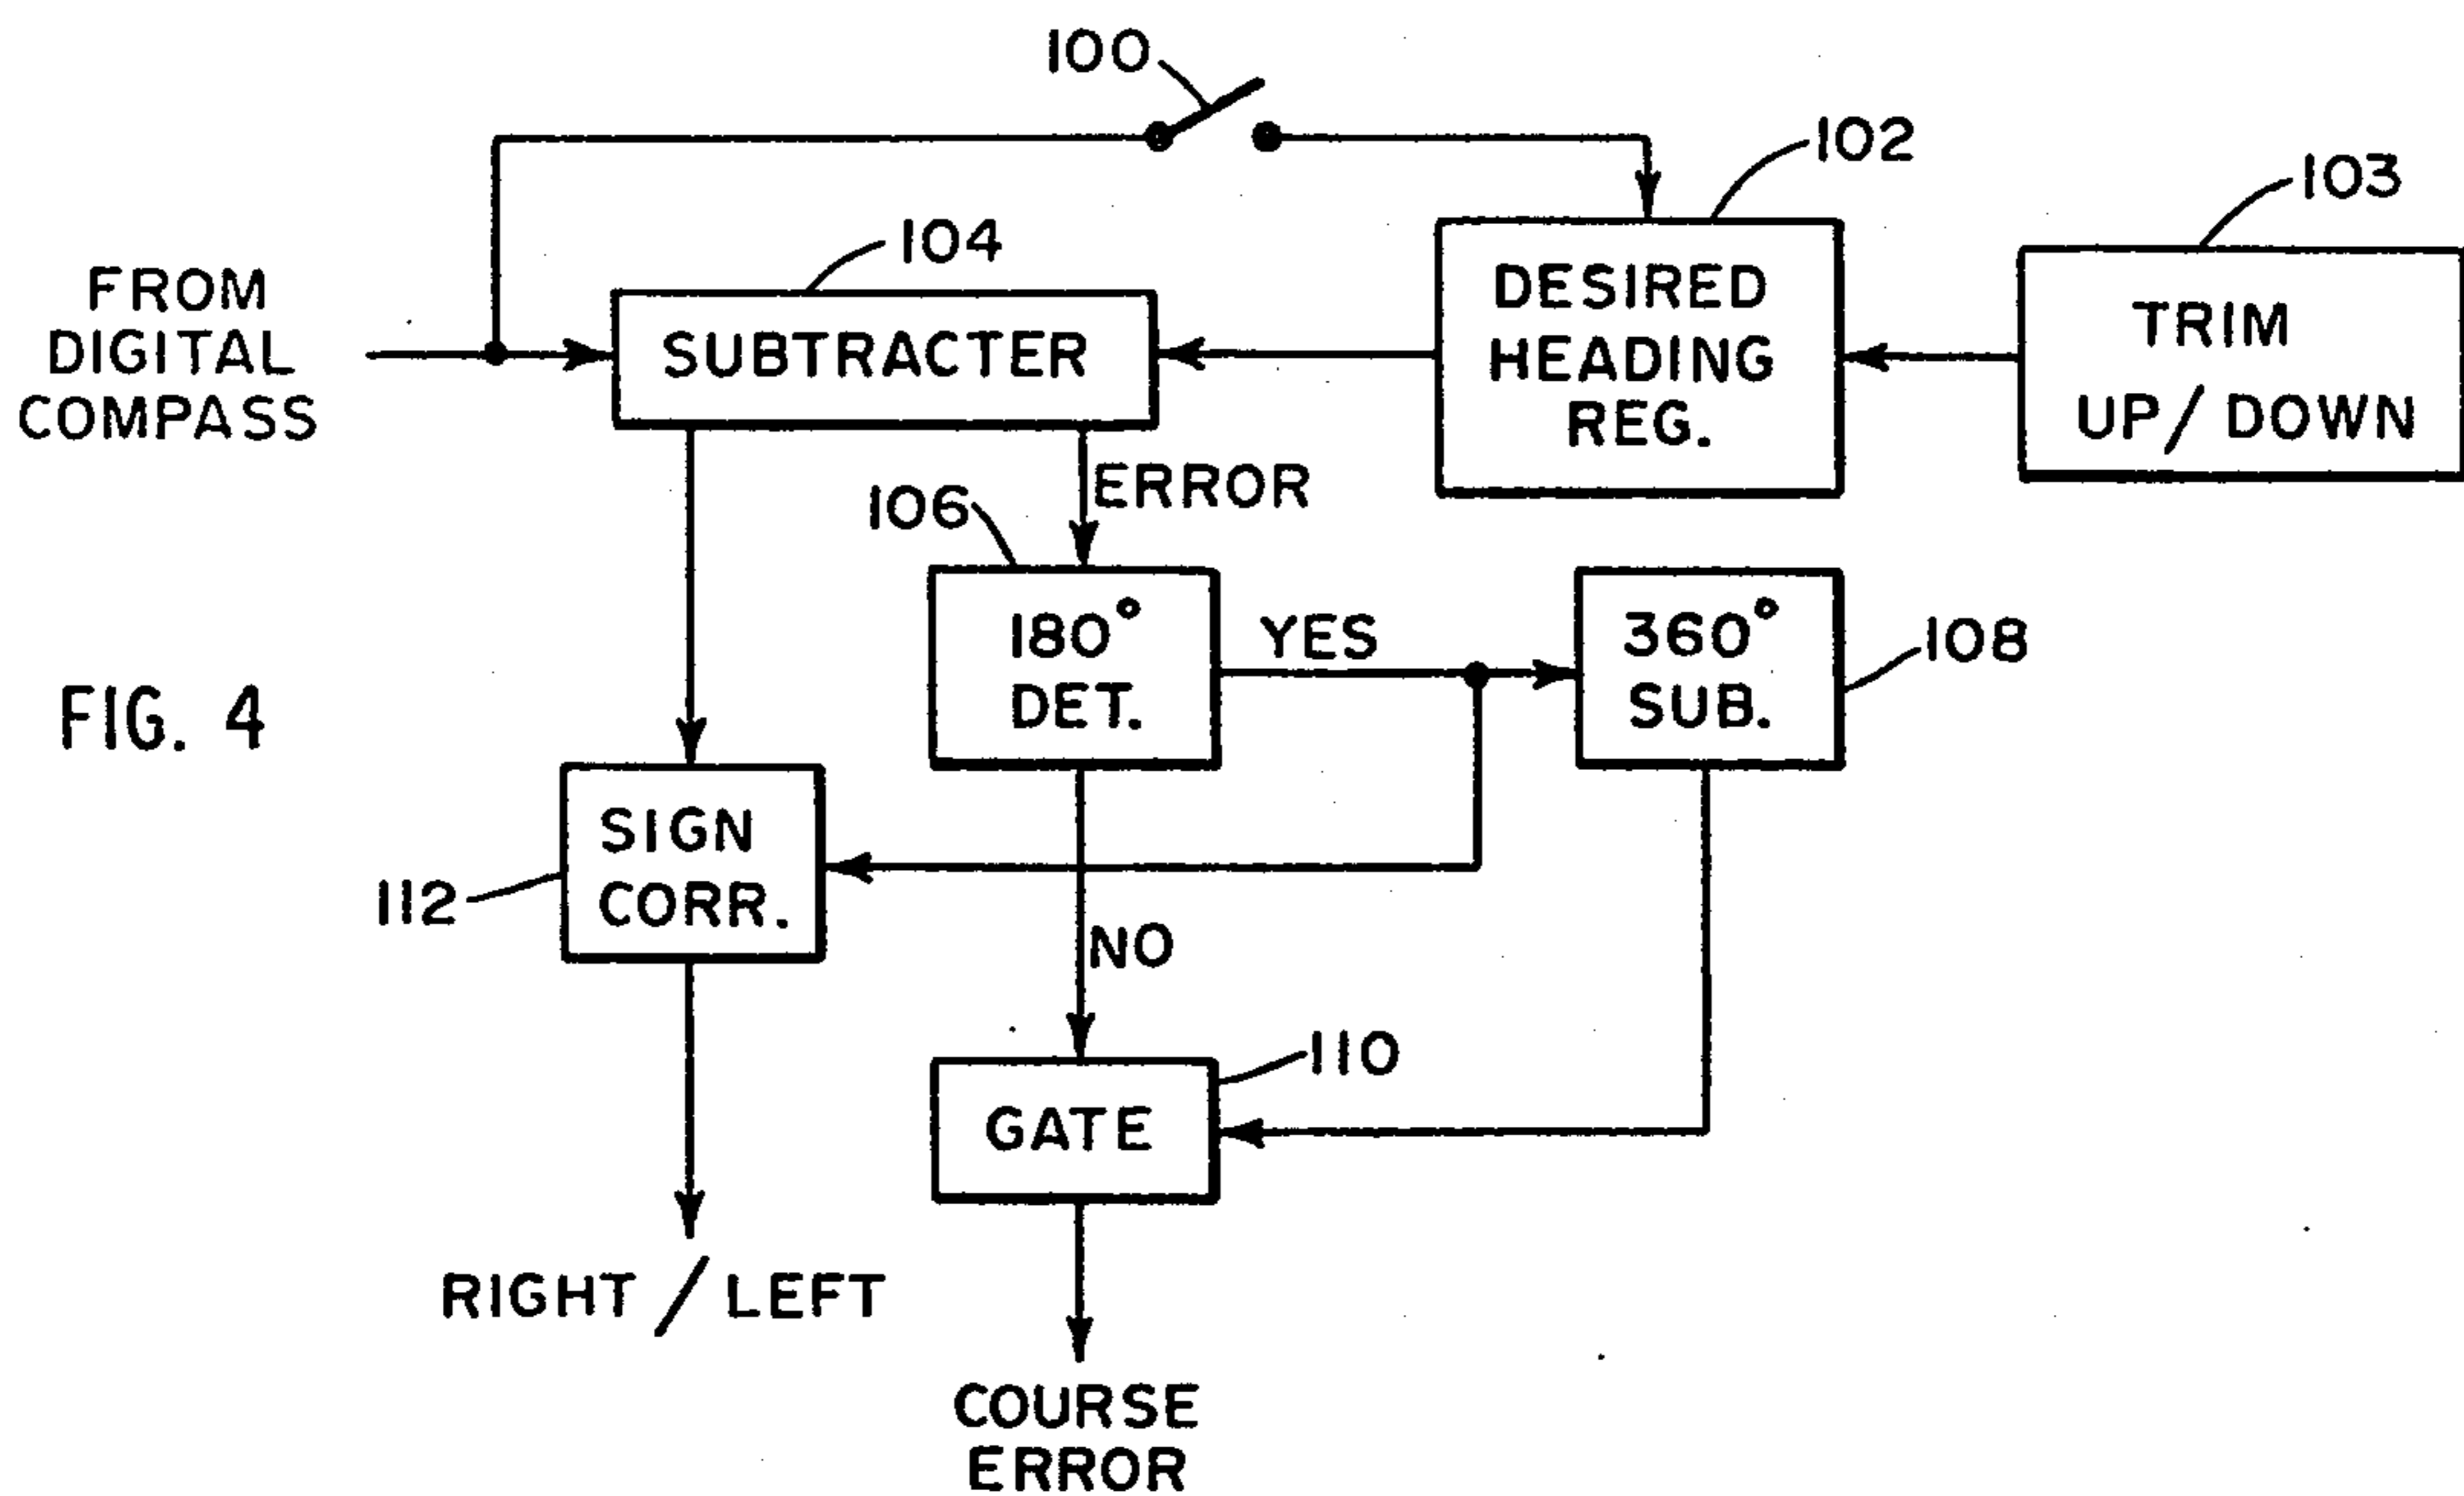 100
102
103
104
FROM
DIGITAL
COMPASS
SUBTRACTER
DESIRED
HEADING
REG.
TRIM
UP/DOWN
ERROR
106
180°
DET.
YES
360°
SUB.
108
FIG. 4
SIGN
CORR.
112
NO
110
GATE
RIGHT/LEFT
COURSE
ERROR